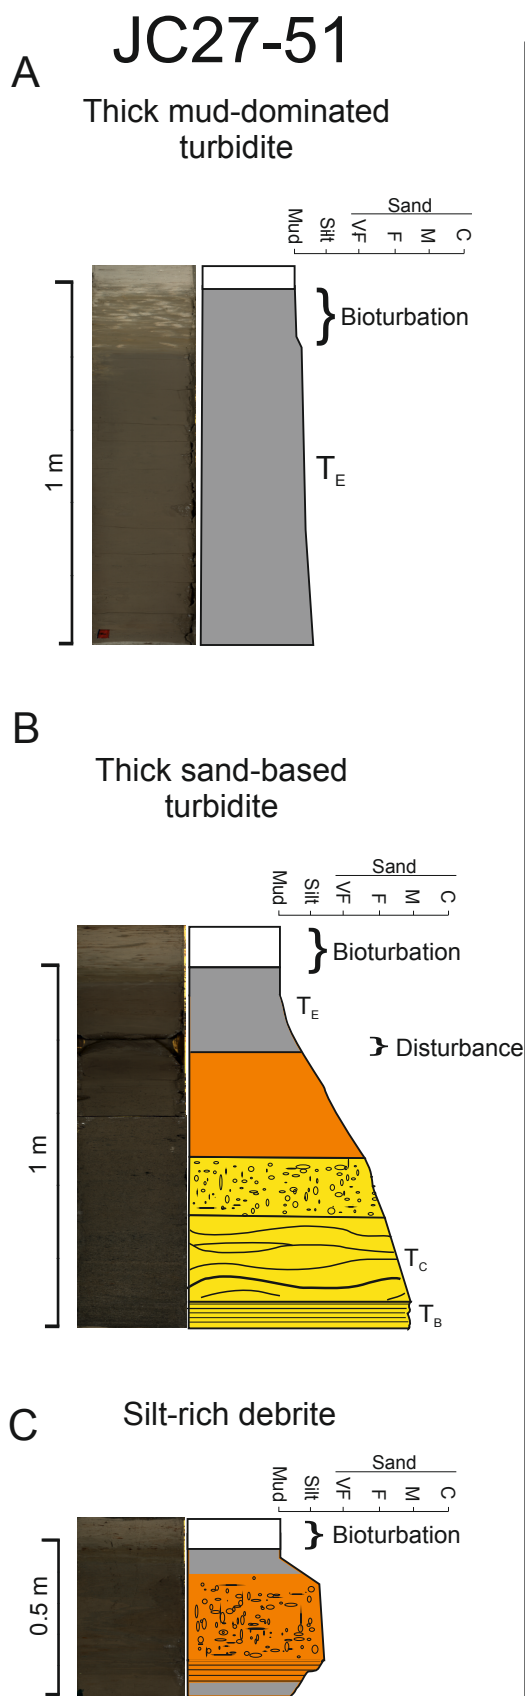 JC27-51
A
Thick mud-dominated
turbidite
Sand
Mud
Silt
VF
F
M
C
Bioturbation
1 m
TE
B
Thick sand-based
turbidite
Sand
Mud
Silt
VF
F
M
C
Bioturbation
TE
Disturbance
1 m
TC
TB
C
Silt-rich debrite
Sand
Mud
Silt
VF
F
M
C
Bioturbation
0.5 m